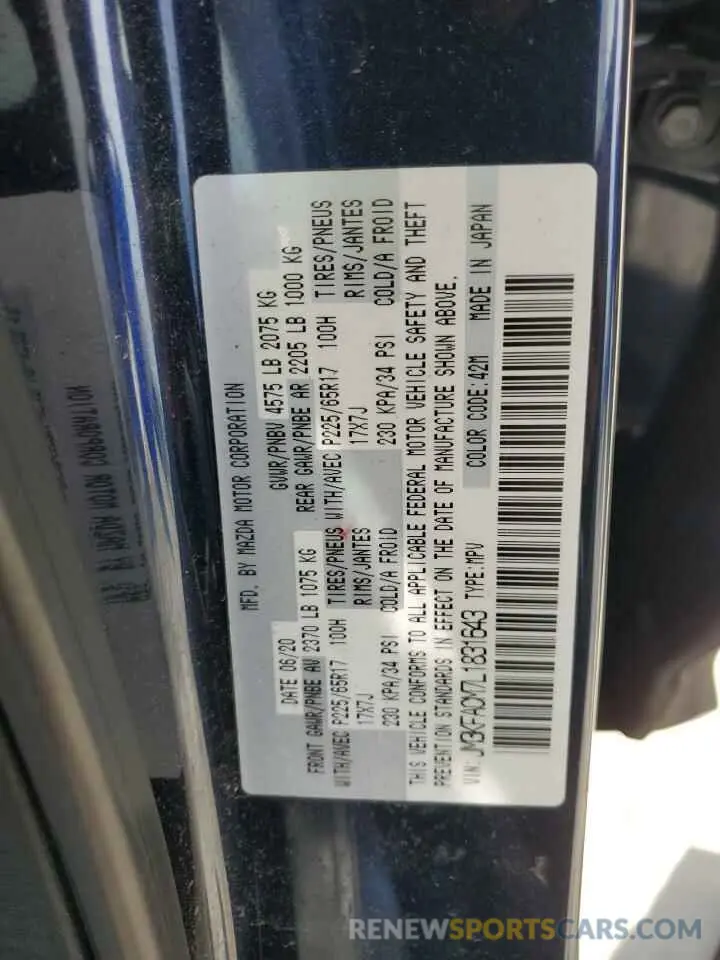 MFD. BY MAZDA MOTOR CORPORATION
DATE 06/20 GVWR/PNBV 4575 LB 2075 KG
FRONT GAWR/PNBE AV 2370 LB 1075 KG REAR GAWR/PNBE AR 2205 LB 1000 KG
WITH/AVEC P225/65R17 100H TIRES/PNEUS WITH/AVEC P225/65R17 100H TIRES/PNEUS
17X7J RIMS/JANTES 17X7J RIMS/JANTES
230 KPA/34 PSI COLD/A FROID 230 KPA/34 PSI COLD/A FROID
THIS VEHICLE CONFORMS TO ALL APPLICABLE FEDERAL MOTOR VEHICLE SAFETY AND THEFT
PREVENTION STANDARDS IN EFFECT ON THE DATE OF MANUFACTURE SHOWN ABOVE.
VIN: JM3KFACM7L1831643 TYPE:MPV COLOR CODE:42M MADE IN JAPAN
RENEWSPORTSCARS.COM